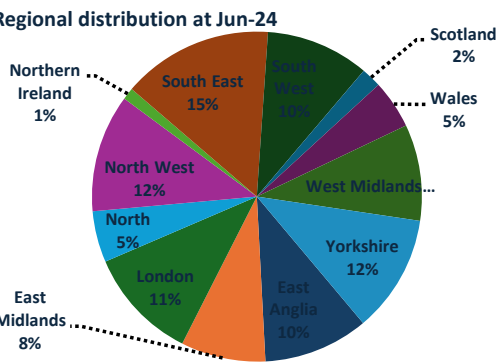 Regional distribution at Jun-24
Scotland
2%
Northern
Ireland
1%
South East
15%
South
West
10%
Wales
5%
North West
12%
West Midlands...
North
5%
Yorkshire
12%
London
11%
East
Anglia
10%
East
Midlands
8%